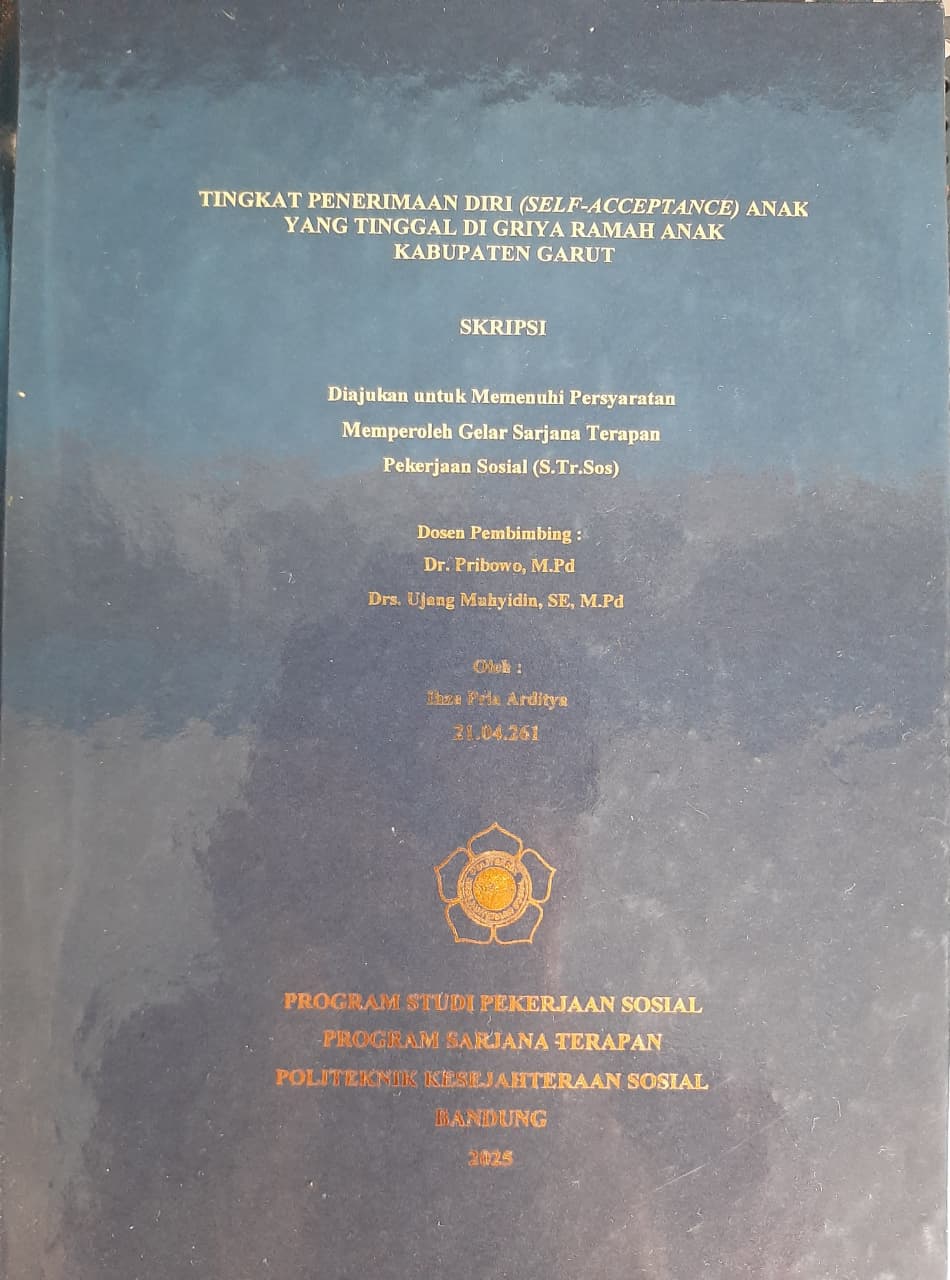 TINGKAT PENERIMAAN DIRI (SELF-ACCEPTANCE) ANAK
YANG TINGGAL DI GRIYA RAMAH ANAK
KABUPATEN GARUT
SKRIPSI
Diajukan untuk Memenuhi Persyaratan
Memperoleh Gelar Sarjana Terapan
Pekerjaan Sosial (S.Tr.Sos)
Dosen Pembimbing :
Dr. Pribowo, M.Pd
Drs. Ujang Muhyidin, SE, M.Pd
Oleh :
Ihza Pria Arditya
21.04.261
PROGRAM STUDI PEKERJAAN SOSIAL
PROGRAM SARJANA TERAPAN
POLITEKNIK KESEJAHTERAAN SOSIAL
BANDUNG
2025